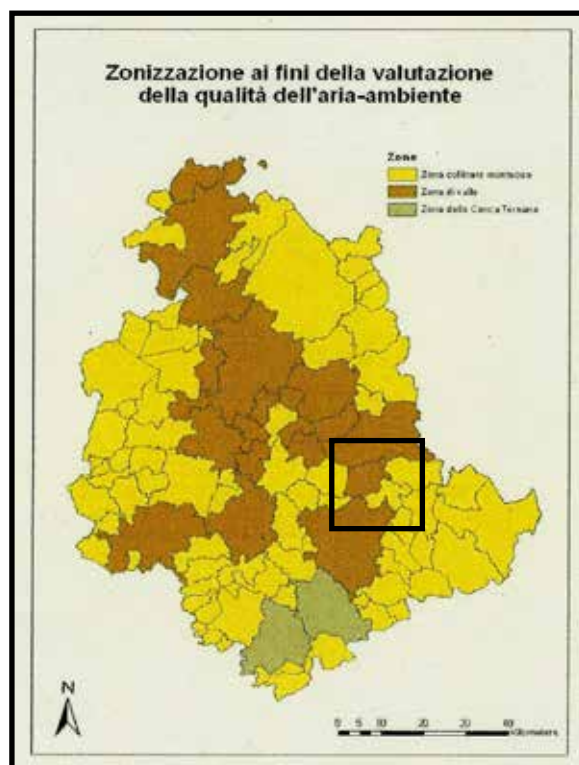 Zonizzazione ai fini della valutazione
della qualità dell'aria-ambiente
Zone
Zona collinare montuosa
Zona di valle
Zona della Conca Ternana
N
0 5 10 20 30 40
Kilometers